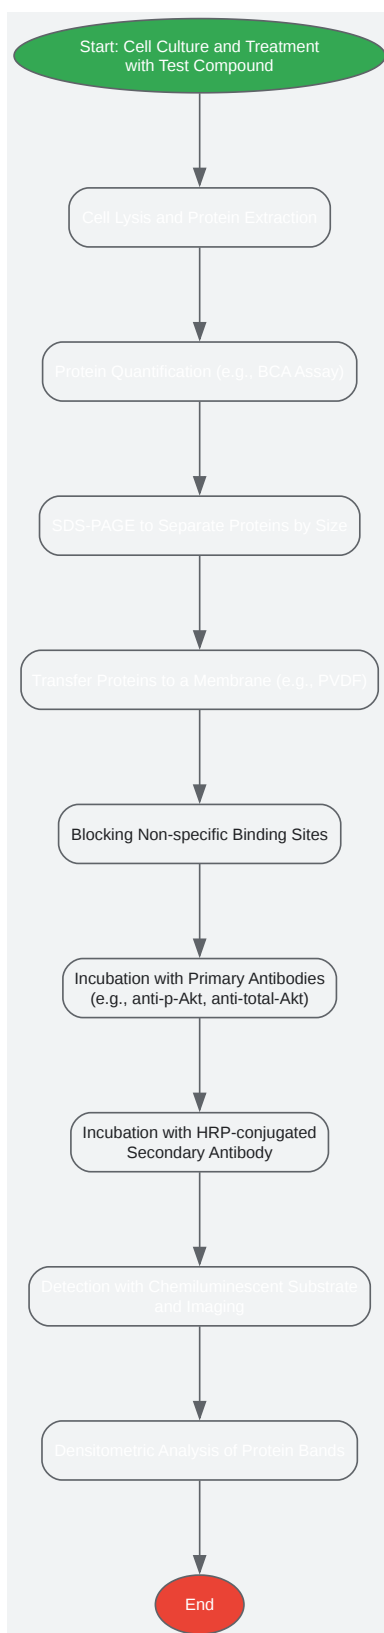 Start: Cell Culture and Treatment
with Test Compound
Cell Lysis and Protein Extraction
Protein Quantification (e.g., BCA Assay)
SDS-PAGE to Separate Proteins by Size
Transfer Proteins to a Membrane (e.g., PVDF)
Blocking Non-specific Binding Sites
Incubation with Primary Antibodies
(e.g., anti-p-Akt, anti-total-Akt)
Incubation with HRP-conjugated
Secondary Antibody
Detection with Chemiluminescent Substrate
and Imaging
Densitometric Analysis of Protein Bands
End